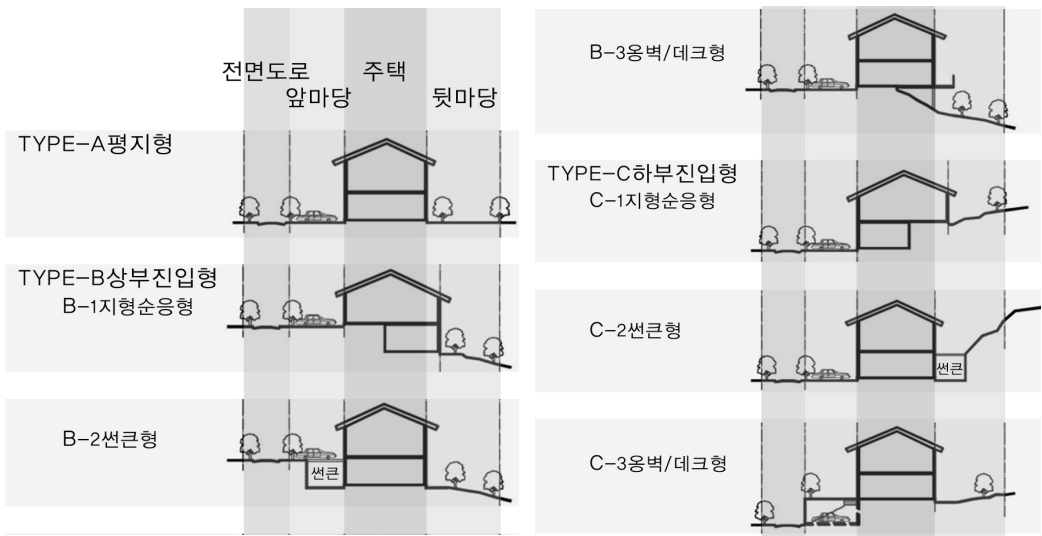 전면도로
주택
앞마당
뒷마당
TYPE-A평지형
TYPE-B상부진입형
B-1지형순응형
B-2썬큰형
썬큰
B-3옹벽/데크형
TYPE-C하부진입형
C-1지형순응형
C-2썬큰형
썬큰
C-3옹벽/데크형